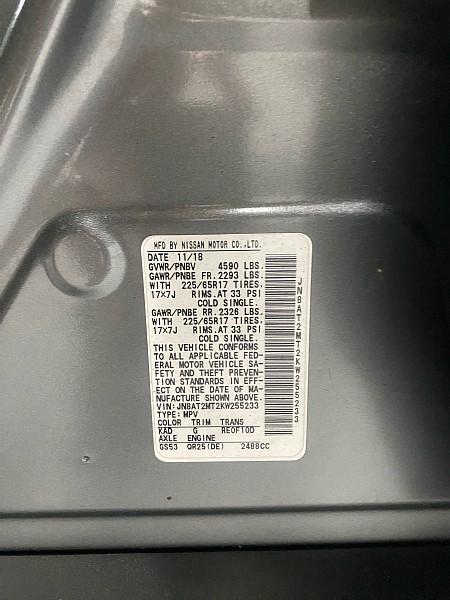 MFD BY NISSAN MOTOR CO.,LTD.
DATE 11/18
GVWR/PNBV 4590 LBS.
GAWR/PNBE FR. 2293 LBS.
WITH 225/65R17 TIRES.
17×7J RIMS. AT 33 PSI
COLD SINGLE.
GAWR/PNBE RR. 2326 LBS.
WITH 225/65R17 TIRES.
17×7J RIMS. AT 33 PSI
COLD SINGLE.
THIS VEHICLE CONFORMS
TO ALL APPLICABLE FED-
ERAL MOTOR VEHICLE SA-
FETY AND THEFT PREVEN-
TION STANDARDS IN EFF-
ECT ON THE DATE OF MA-
NUFACTURE SHOWN ABOVE.
VIN: JN8AT2MT2KW255233
TYPE: MPV
COLOR TRIM TRANS
KAD G RE0F10D
AXLE ENGINE
GS53 QR25(DE) 2488CC
JN8AT2MT2KW255233